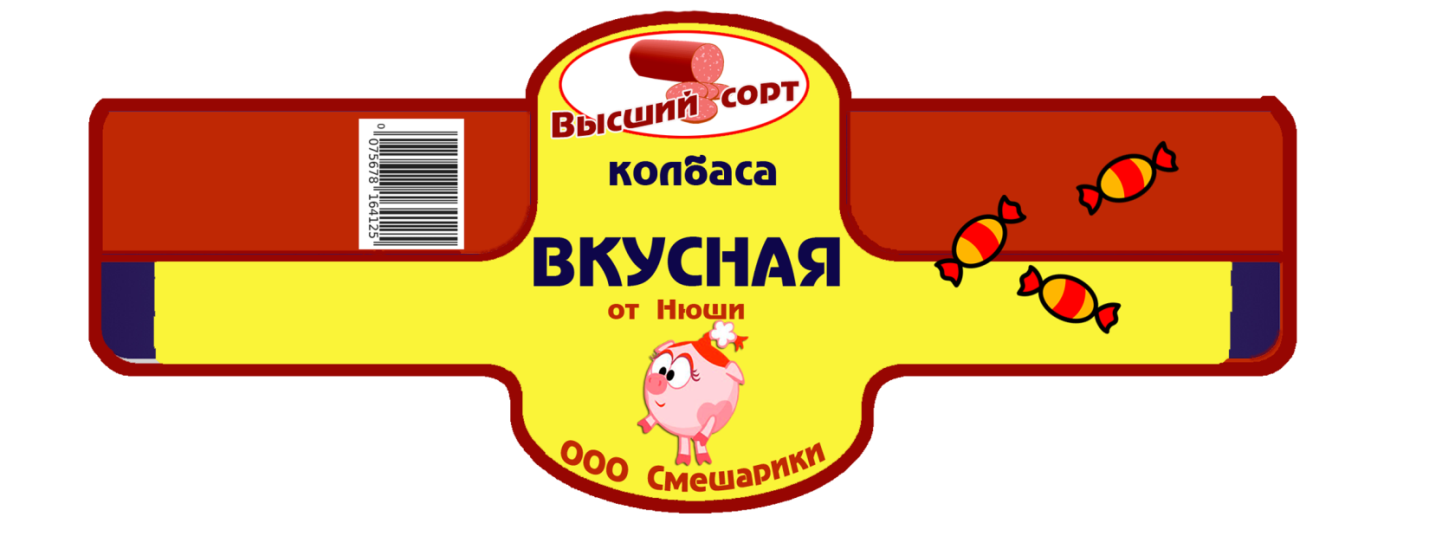 Высший сорт
колбаса
ВКУСНАЯ
от Нюши
ООО Смешарики
0 075678 164125